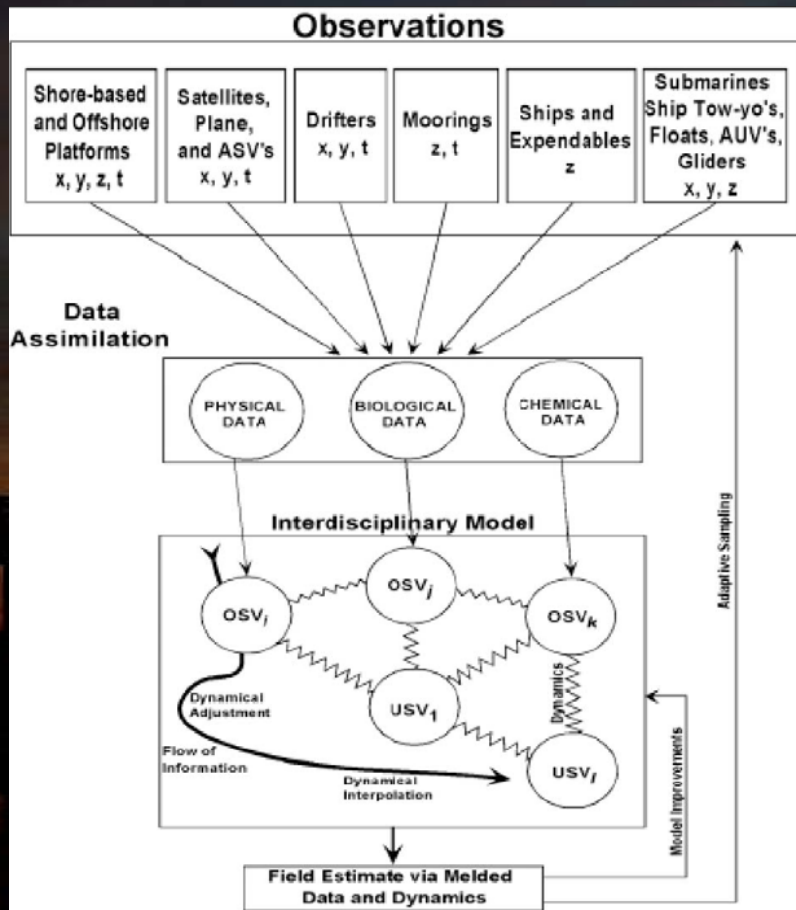 Observations
Shore-based
and Offshore
Platforms
x, y, z, t
Satellites,
Plane,
and ASV's
x, y, t
Drifters
x, y, t
Moorings
z, t
Ships and
Expendables
z
Submarines
Ship Tow-yo's,
Floats, AUV's,
Gliders
x, y, z
Data
Assimilation
PHYSICAL
DATA
BIOLOGICAL
DATA
CHEMICAL
DATA
Interdisciplinary Model
OSVi
OSVj
OSVk
USV1
USVl
Dynamics
Dynamical
Adjustment
Flow of
Information
Dynamical
Interpolation
Model Improvements
Adaptive Sampling
Field Estimate via Melded
Data and Dynamics